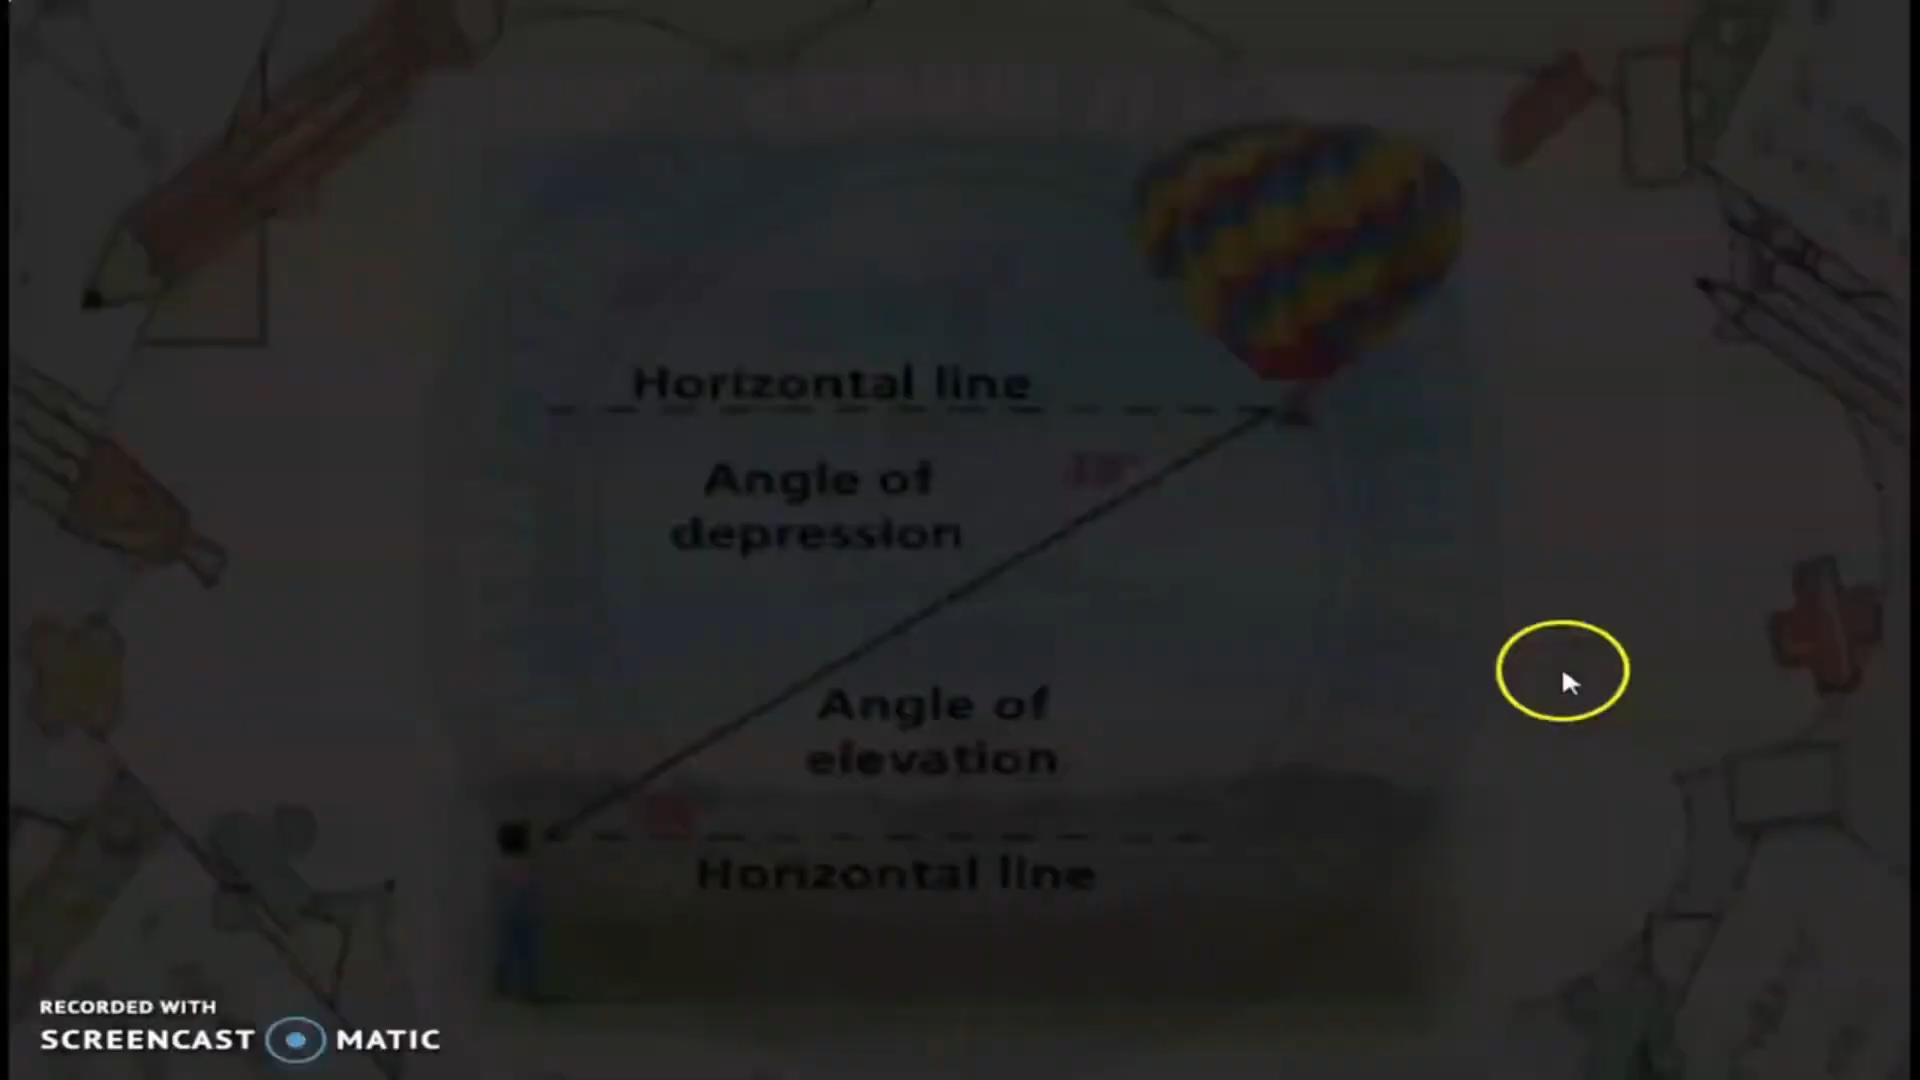 Horizontal line
Angle of
depression
Angle of
elevation
Horizontal line
RECORDED WITH
SCREENCAST MATIC